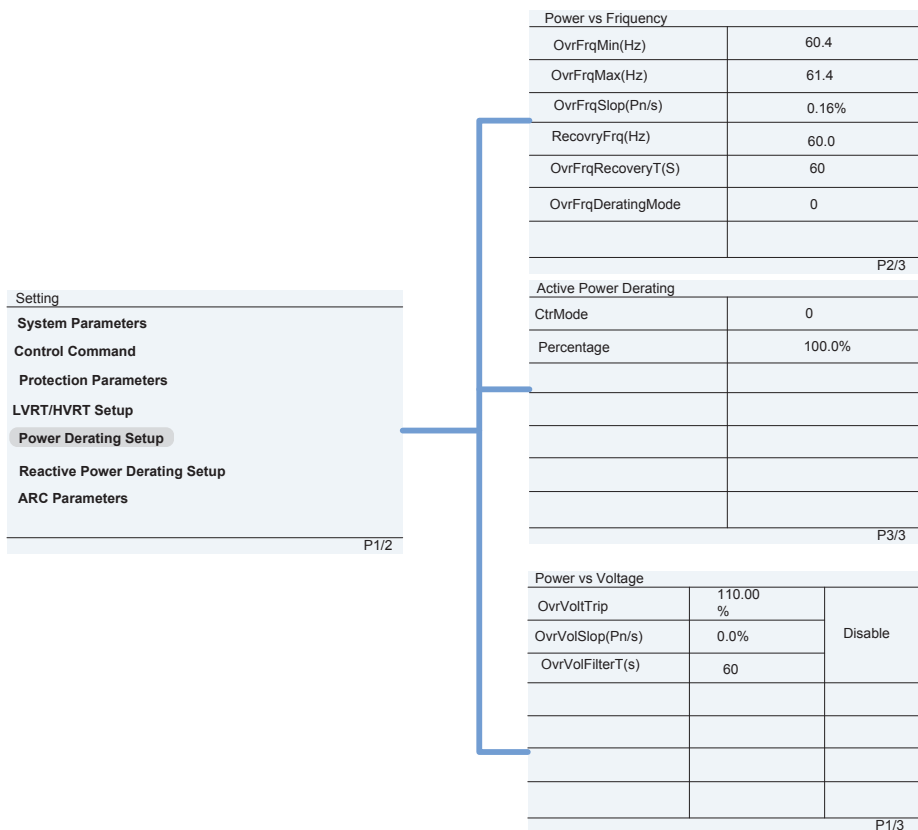 Setting
System Parameters
Control Command
Protection Parameters
LVRT/HVRT Setup
Power Derating Setup
Reactive Power Derating Setup
ARC Parameters
P1/2
Power vs Friquency
OvrFrqMin(Hz) 60.4
OvrFrqMax(Hz) 61.4
OvrFrqSlop(Pn/s) 0.16%
RecovryFrq(Hz) 60.0
OvrFrqRecoveryT(S) 60
OvrFrqDeratingMode 0
P2/3
Active Power Derating
CtrMode 0
Percentage 100.0%
P3/3
Power vs Voltage
OvrVoltTrip 110.00
%
OvrVolSlop(Pn/s) 0.0% Disable
OvrVolFilterT(s) 60
P1/3